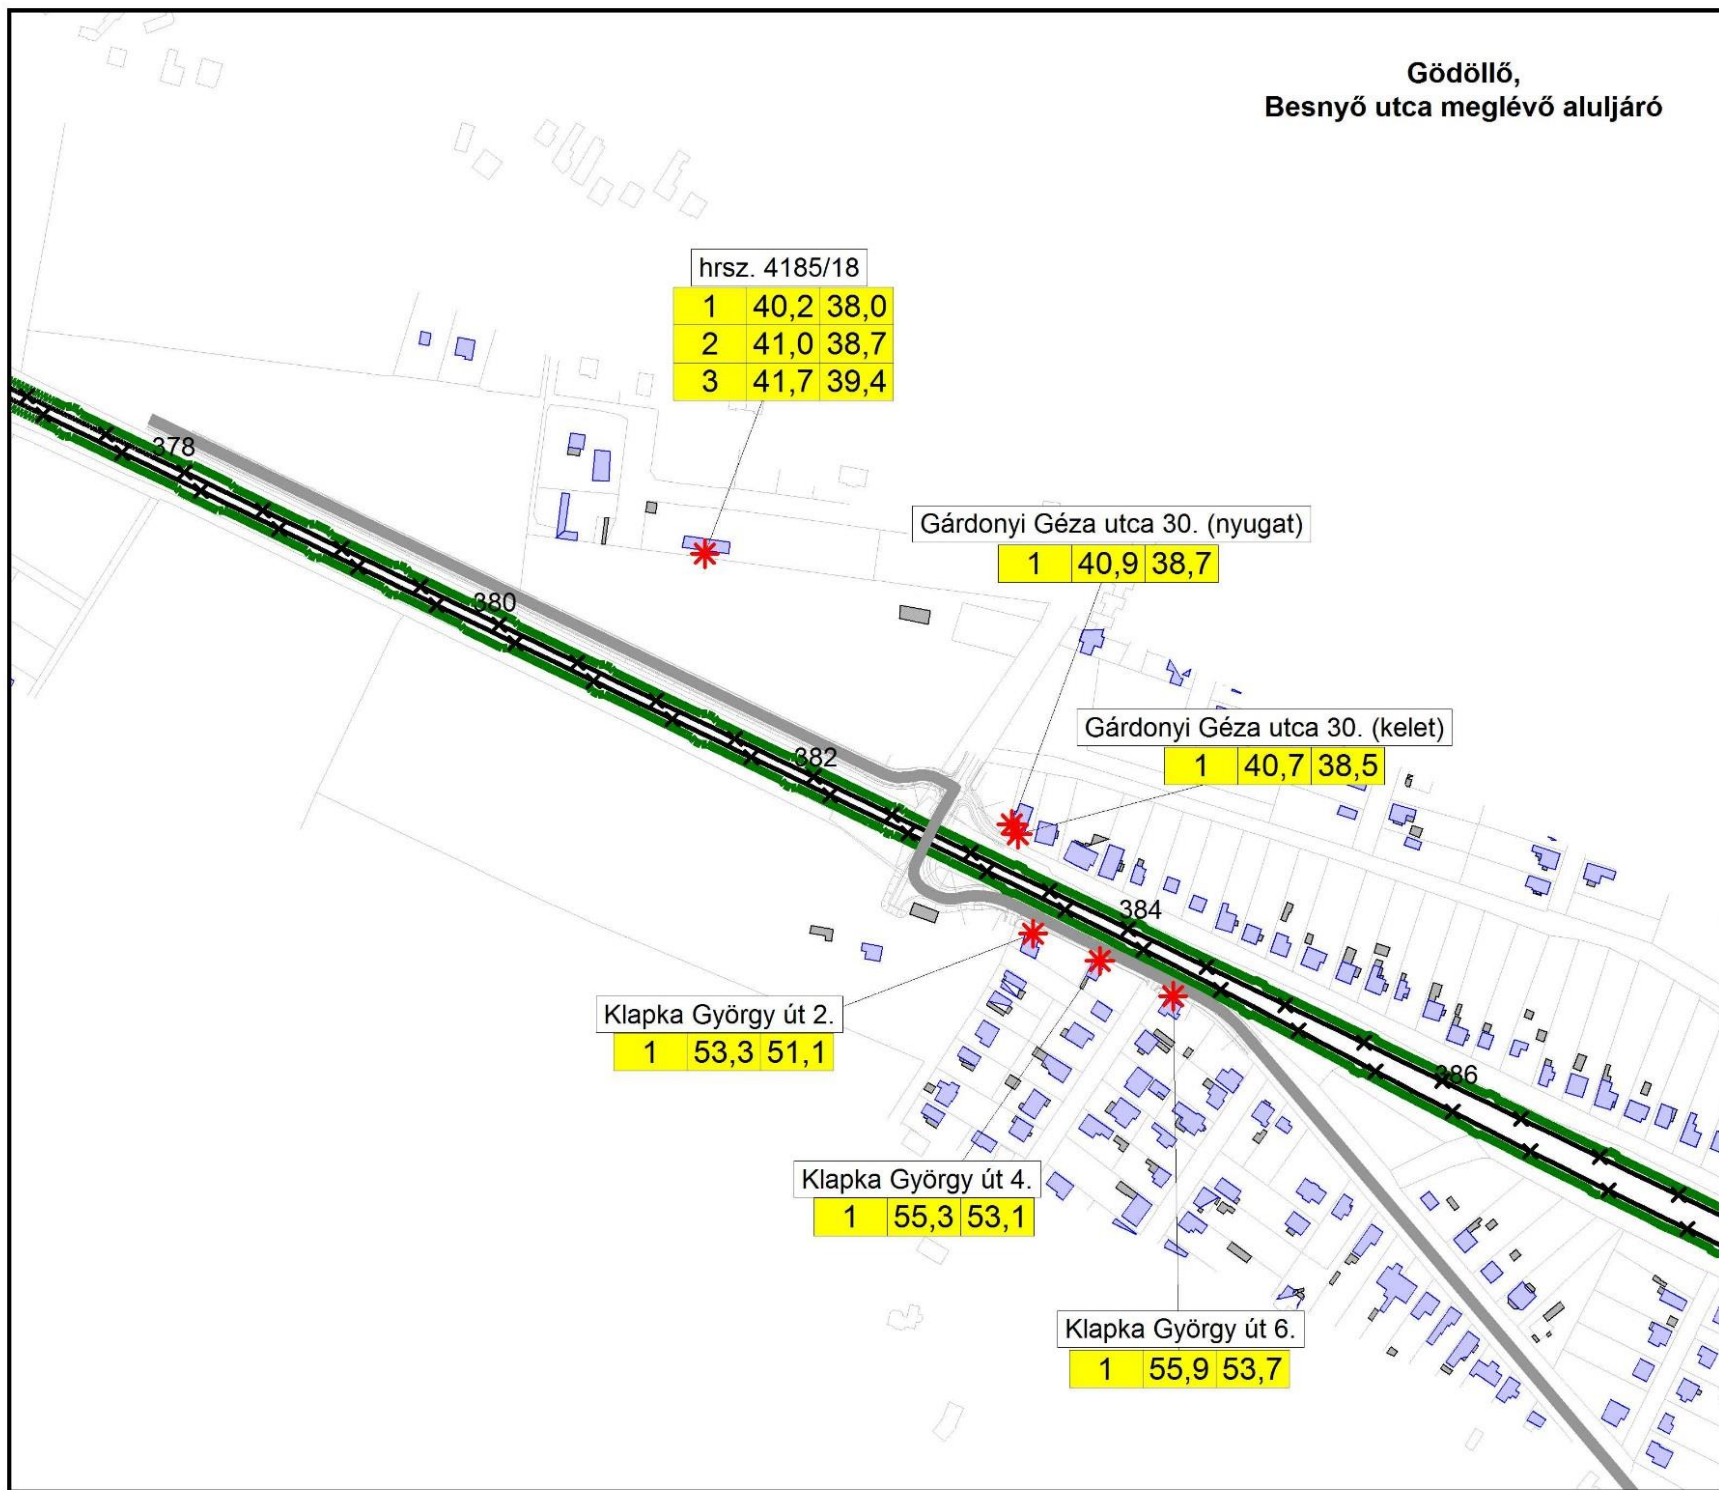 Gödöllő,
Besnyő utca meglévő aluljáró
hrsz. 4185/18
1 40,2 38,0
2 41,0 38,7
3 41,7 39,4
378
Gárdonyi Géza utca 30. (nyugat)
1 40,9 38,7
380
Gárdonyi Géza utca 30. (kelet)
1 40,7 38,5
382
384
Klapka György út 2.
1 53,3 51,1
386
Klapka György út 4.
1 55,3 53,1
Klapka György út 6.
1 55,9 53,7